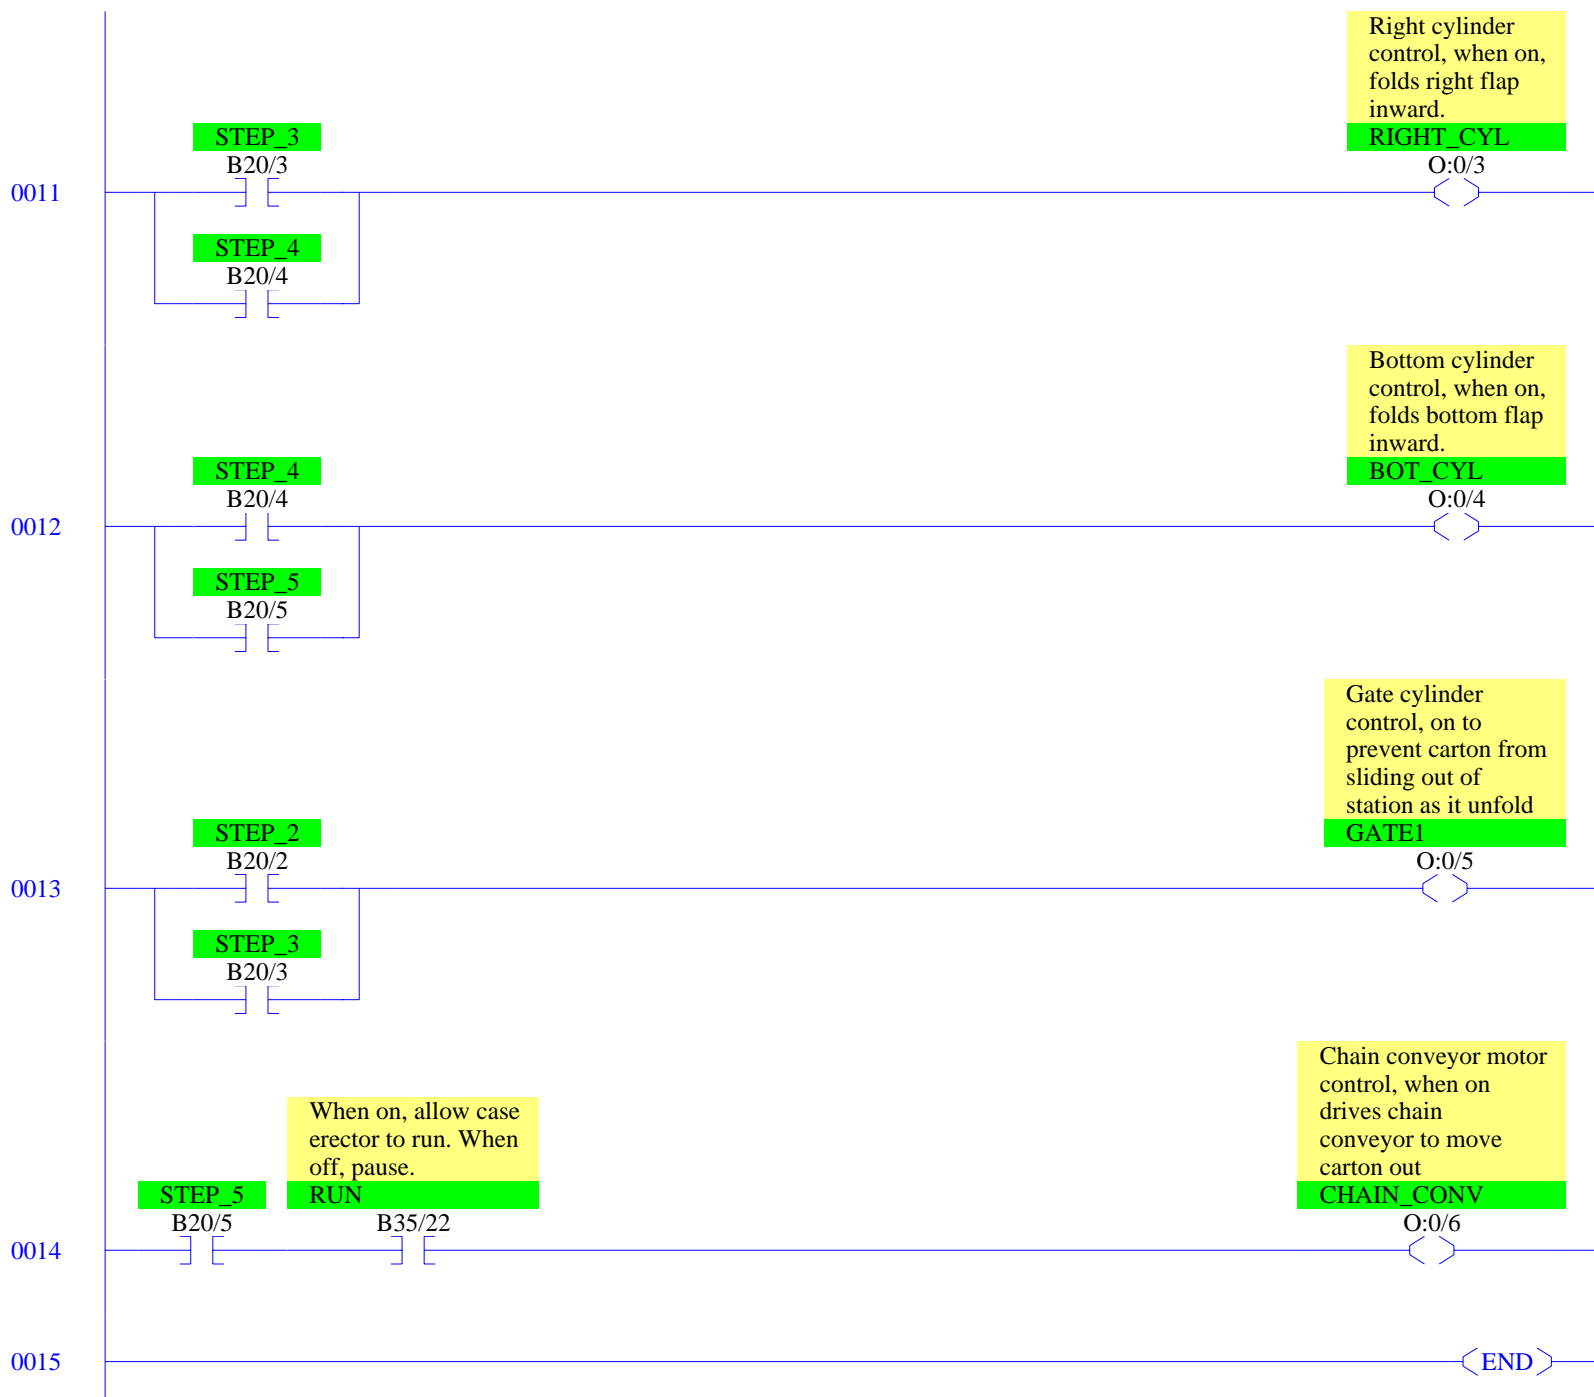 Right cylinder
control, when on,
folds right flap
inward.
STEP_3
RIGHT_CYL
B20/3
O:0/3
0011
STEP_4
B20/4
Bottom cylinder
control, when on,
folds bottom flap
inward.
STEP_4
BOT_CYL
B20/4
O:0/4
0012
STEP_5
B20/5
Gate cylinder
control, on to
prevent carton from
sliding out of
station as it unfold
STEP_2
GATE1
B20/2
O:0/5
0013
STEP_3
B20/3
Chain conveyor motor
control, when on
drives chain
conveyor to move
carton out
When on, allow case
erector to run. When
off, pause.
STEP_5
RUN
CHAIN_CONV
B20/5
B35/22
O:0/6
0014
0015
END